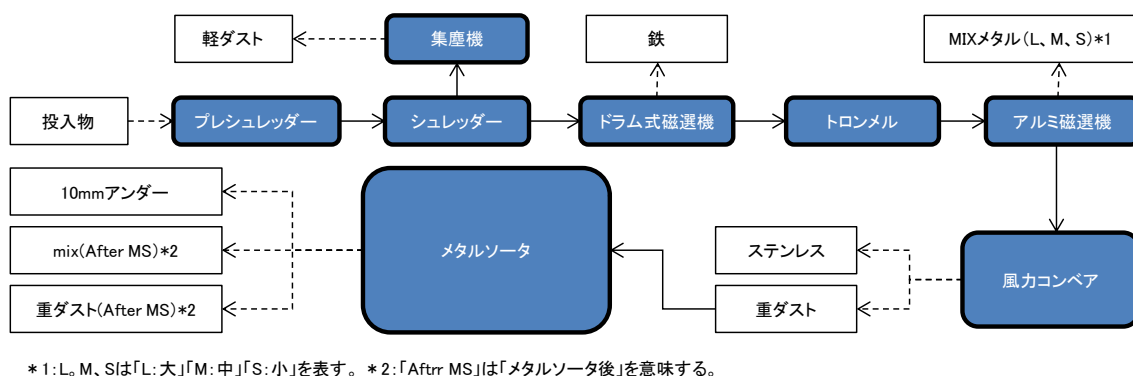 軽ダスト
集塵機
鉄
MIXメタル(L、M、S)*1
投入物
プレシュレッダー
シュレッダー
ドラム式磁選機
トロンメル
アルミ磁選機
10mmアンダー
mix(After MS)*2
重ダスト(After MS)*2
メタルソータ
ステンレス
重ダスト
風力コンベア
*1:L。M、Sは「L:大」「M:中」「S:小」を表す。 *2:「Aftrr MS」は「メタルソータ後」を意味する。